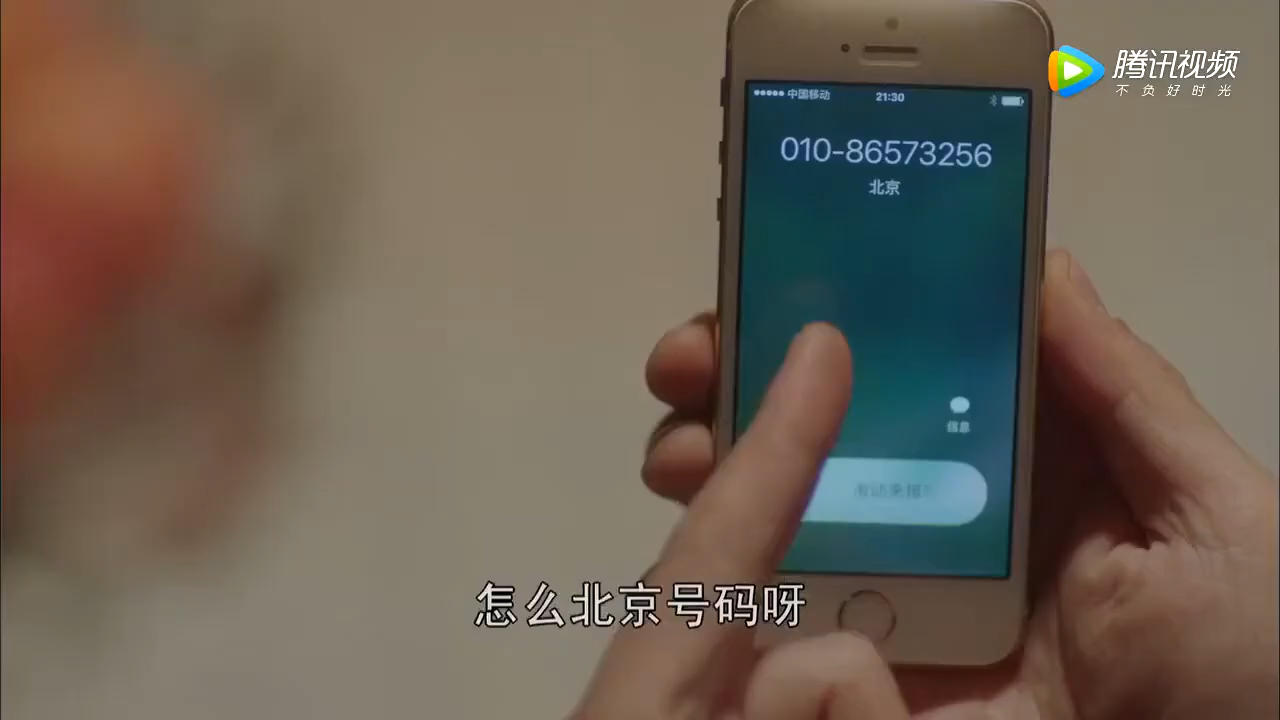 腾讯视频
不负好时光
中国移动 21:30
010-86573256
北京
信息
怎么北京号码呀